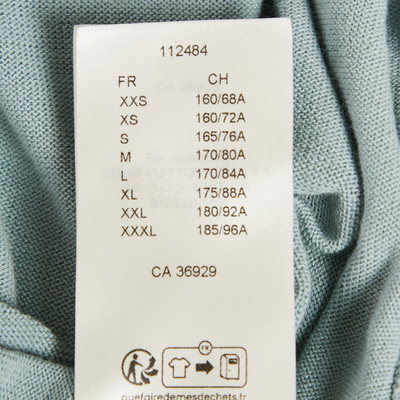 112484
FR CH
XXS 160/68A
XS 160/72A
S 165/76A
M 170/80A
L 170/84A
XL 175/88A
XXL 180/92A
XXXL 185/96A
CA 36929
FR
quefairedemesdechets.fr